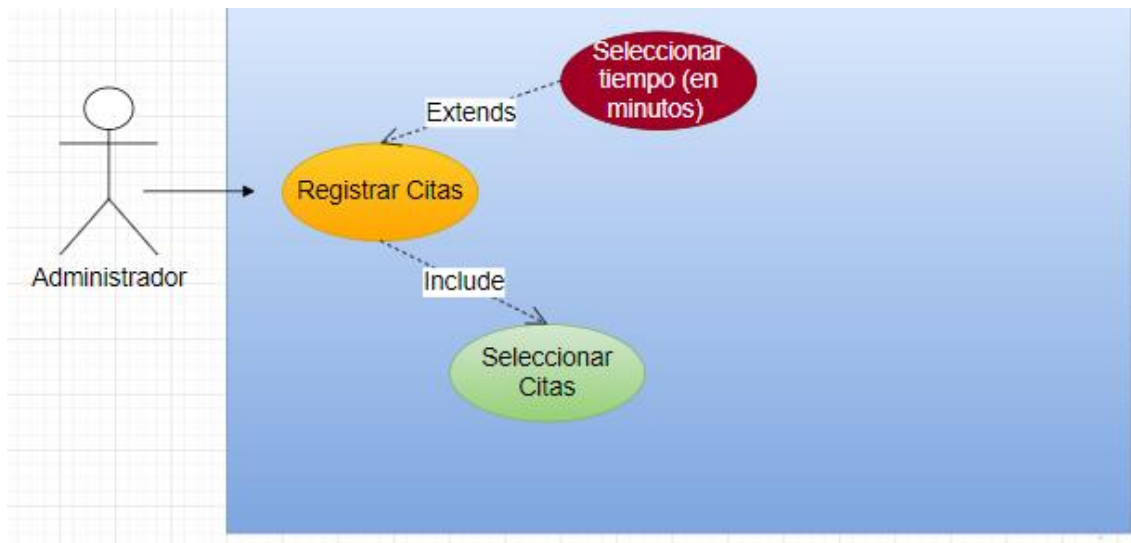 Seleccionar
tiempo (en
minutos)
Extends
Registrar Citas
Administrador
Include
Seleccionar
Citas